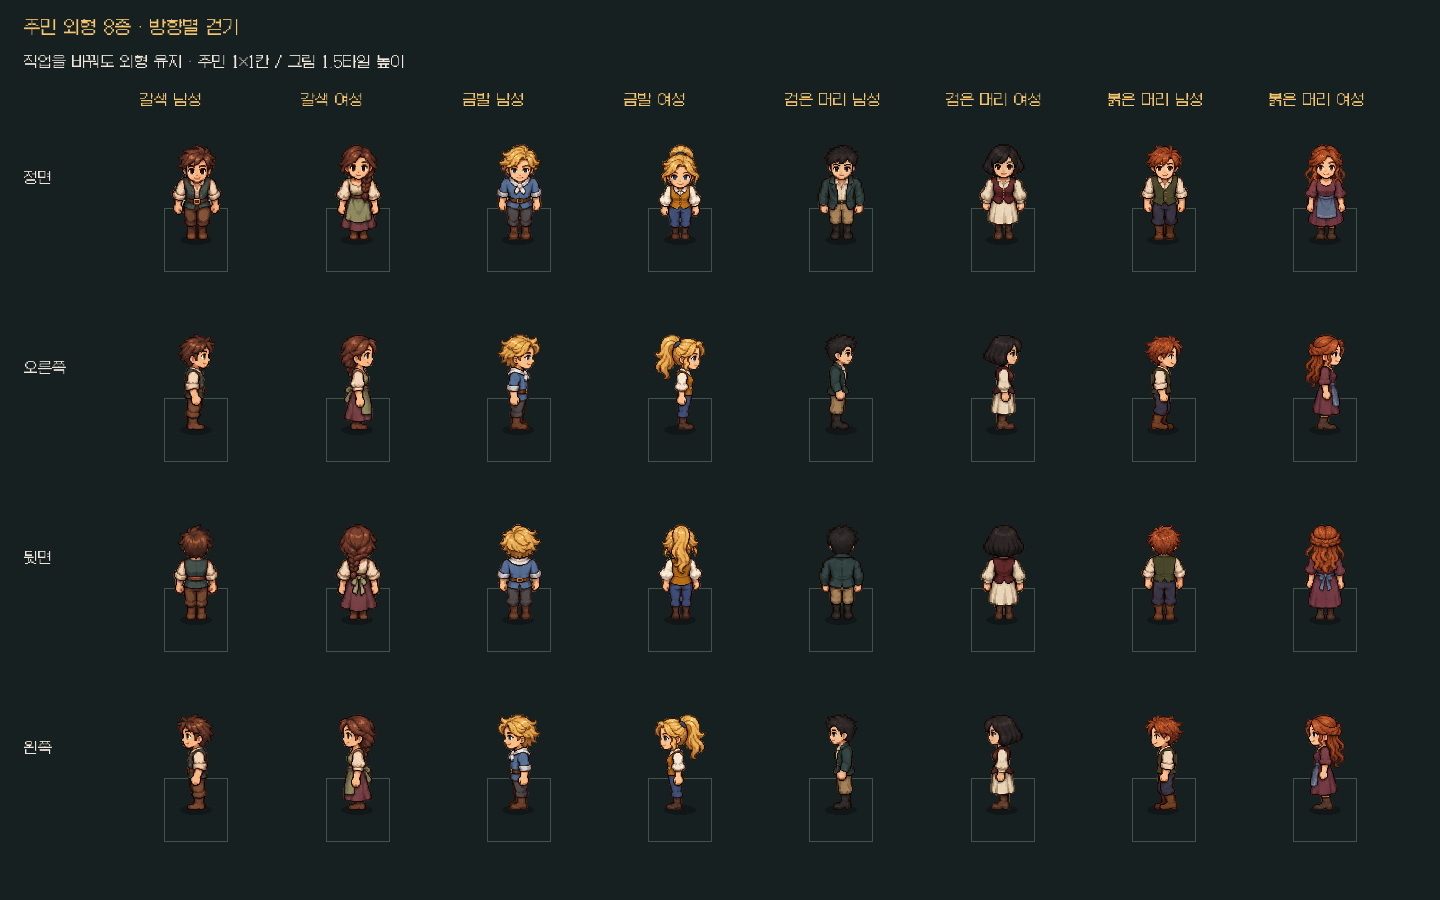 주민 외형 8종 · 방향별 걷기
직업을 바꿔도 외형 유지 · 주민 1×1칸 / 그림 1.5타일 높이
갈색 남성 갈색 여성 금발 남성 금발 여성 검은 머리 남성 검은 머리 여성 붉은 머리 남성 붉은 머리 여성
정면
오른쪽
뒷면
왼쪽